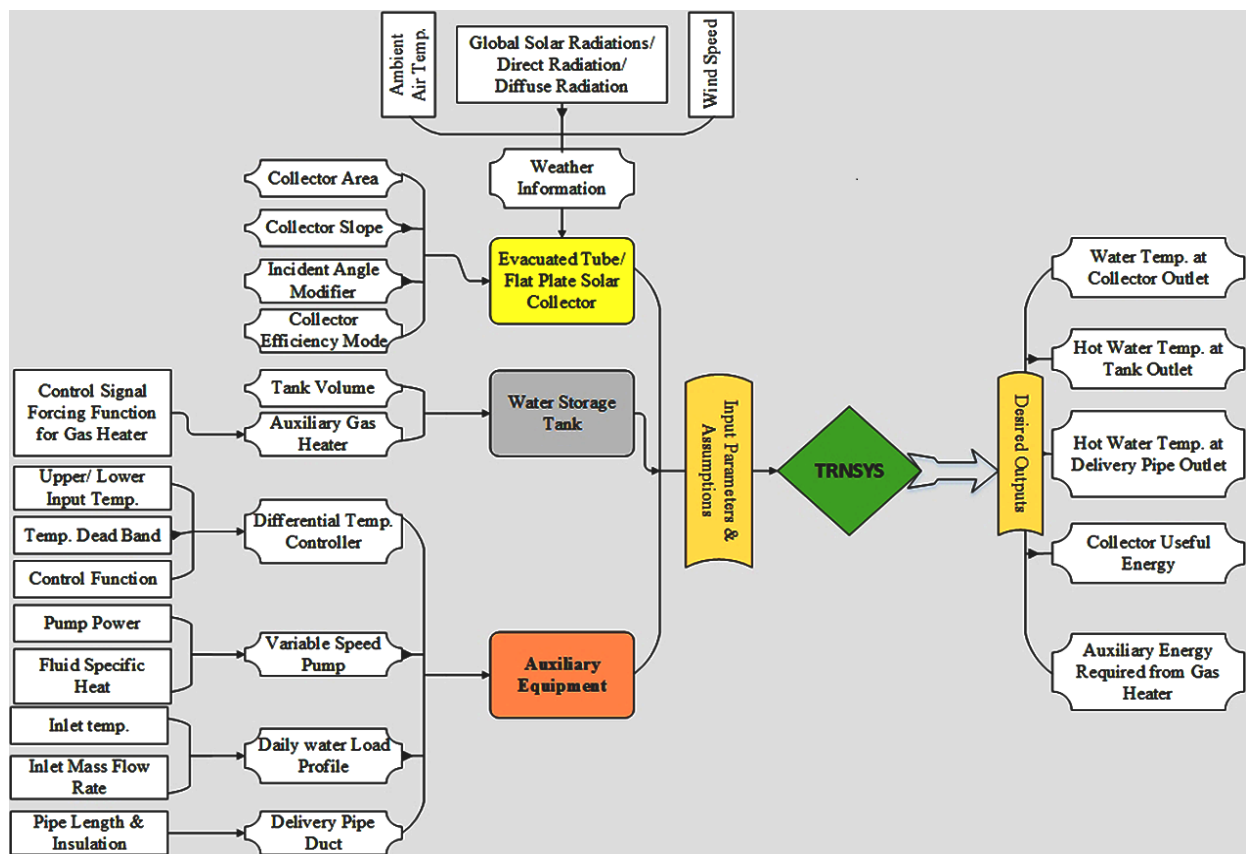 Ambient
Air Temp.
Global Solar Radiations/
Direct Radiation/
Diffuse Radiation
Wind Speed
Weather
Information
Collector Area
Collector Slope
Incident Angle
Modifier
Collector
Efficiency Mode
Evacuated Tube/
Flat Plate Solar
Collector
Control Signal
Forcing Function
for Gas Heater
Tank Volume
Auxiliary Gas
Heater
Water Storage
Tank
Upper/ Lower
Input Temp.
Temp. Dead Band
Control Function
Differential Temp.
Controller
Pump Power
Fluid Specific
Heat
Variable Speed
Pump
Auxiliary
Equipment
Inlet temp.
Inlet Mass Flow
Rate
Daily water Load
Profile
Pipe Length &
Insulation
Delivery Pipe
Duct
Input Parameters &
Assumptions
TRNSYS
Desired Outputs
Water Temp. at
Collector Outlet
Hot Water Temp. at
Tank Outlet
Hot Water Temp. at
Delivery Pipe Outlet
Collector Useful
Energy
Auxiliary Energy
Required from Gas
Heater